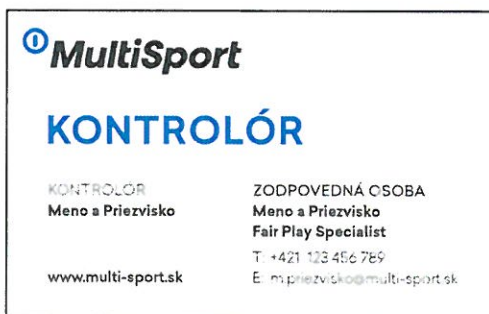 MultiSport
KONTROLÓR
KONTROLÓR
Meno a Priezvisko
www.multi-sport.sk
ZODPOVEDNÁ OSOBA
Meno a Priezvisko
Fair Play Specialist
T: +421 123 456 789
E: m.priezvisko@multi-sport.sk